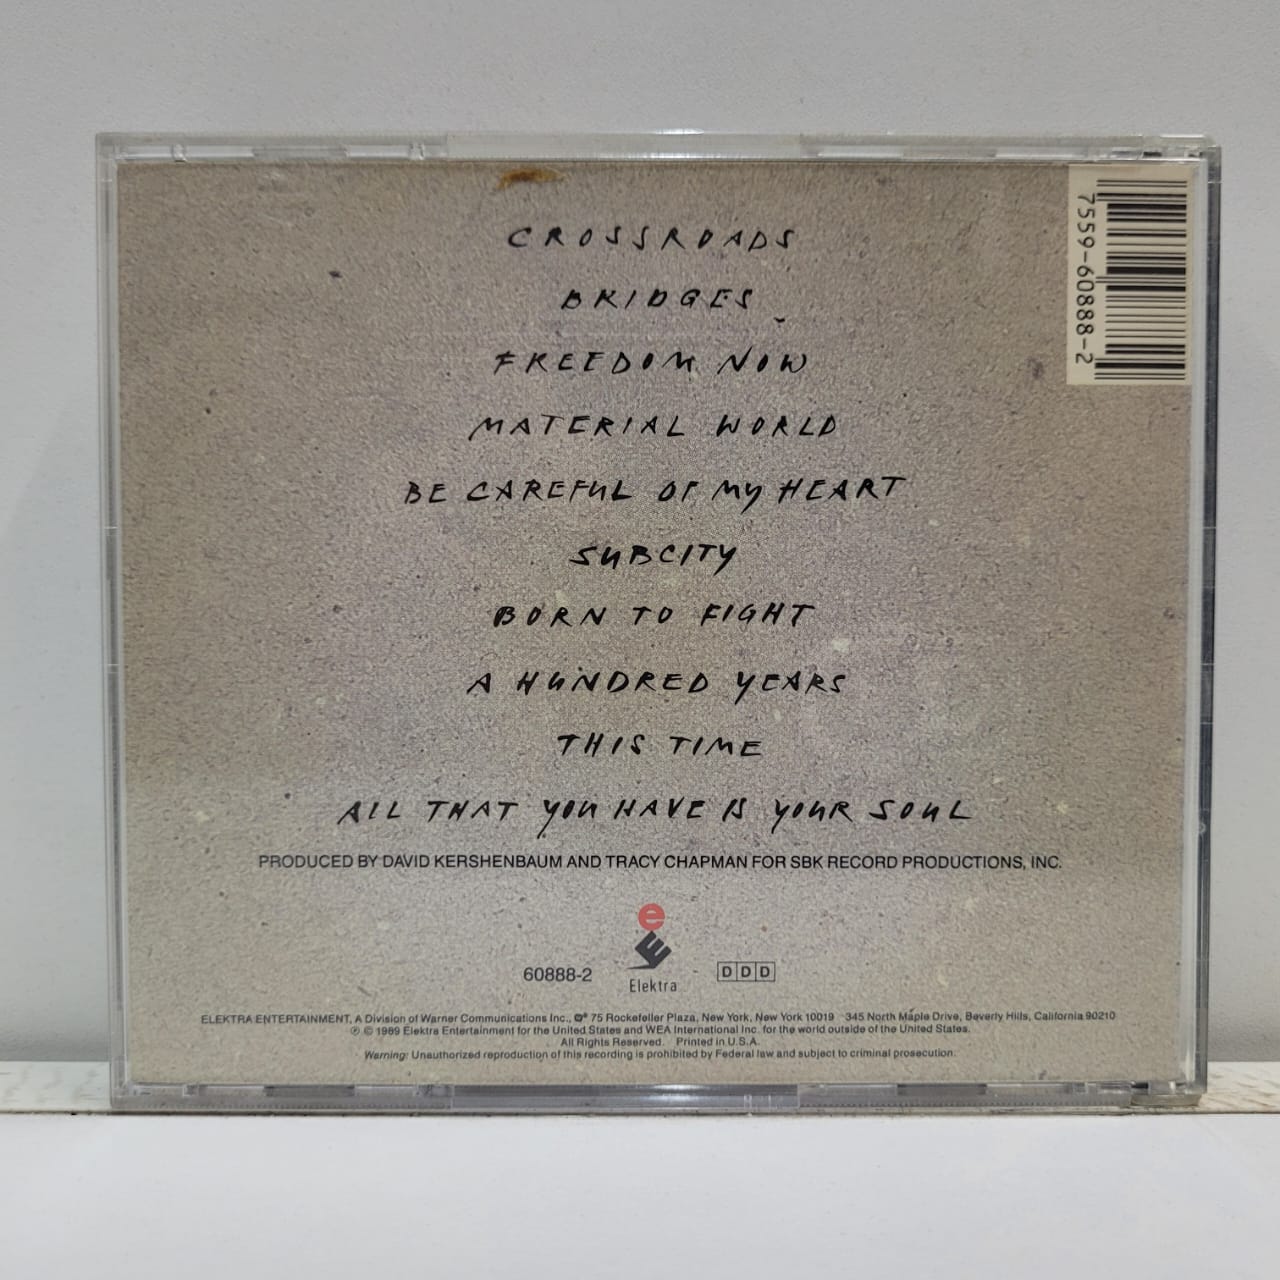 CROSSROADS
BRIDGES
FREEDOM NOW
MATERIAL WORLD
BE CAREFUL OF MY HEART
SUBCITY
BORN TO FIGHT
A HUNDRED YEARS
THIS TIME
ALL THAT YOU HAVE IS YOUR SOUL
PRODUCED BY DAVID KERSHENBAUM AND TRACY CHAPMAN FOR SBK RECORD PRODUCTIONS, INC.
7559-60888-2
e
E
60888-2
Elektra
DDD
ELEKTRA ENTERTAINMENT, A Division of Warner Communications Inc., 75 Rockefeller Plaza, New York, New York 10019 345 North Maple Drive, Beverly Hills, California 90210
℗ © 1989 Elektra Entertainment for the United States and WEA International Inc. for the world outside of the United States.
All Rights Reserved. Printed in U.S.A.
Warning: Unauthorized reproduction of this recording is prohibited by Federal law and subject to criminal prosecution.